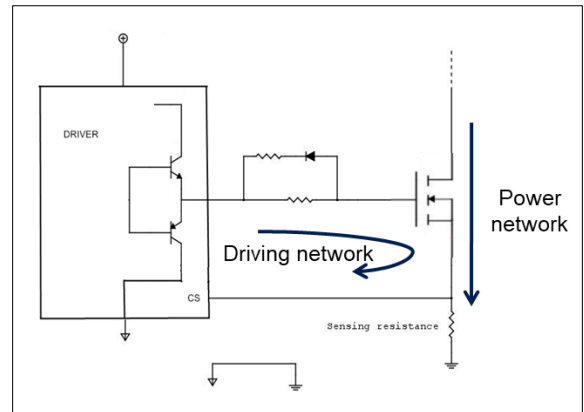 DRIVER
Power
network
Driving network
CS
Sensing resistance